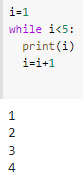 i=1
while i<5:
  print(i)
  i=i+1
1
2
3
4